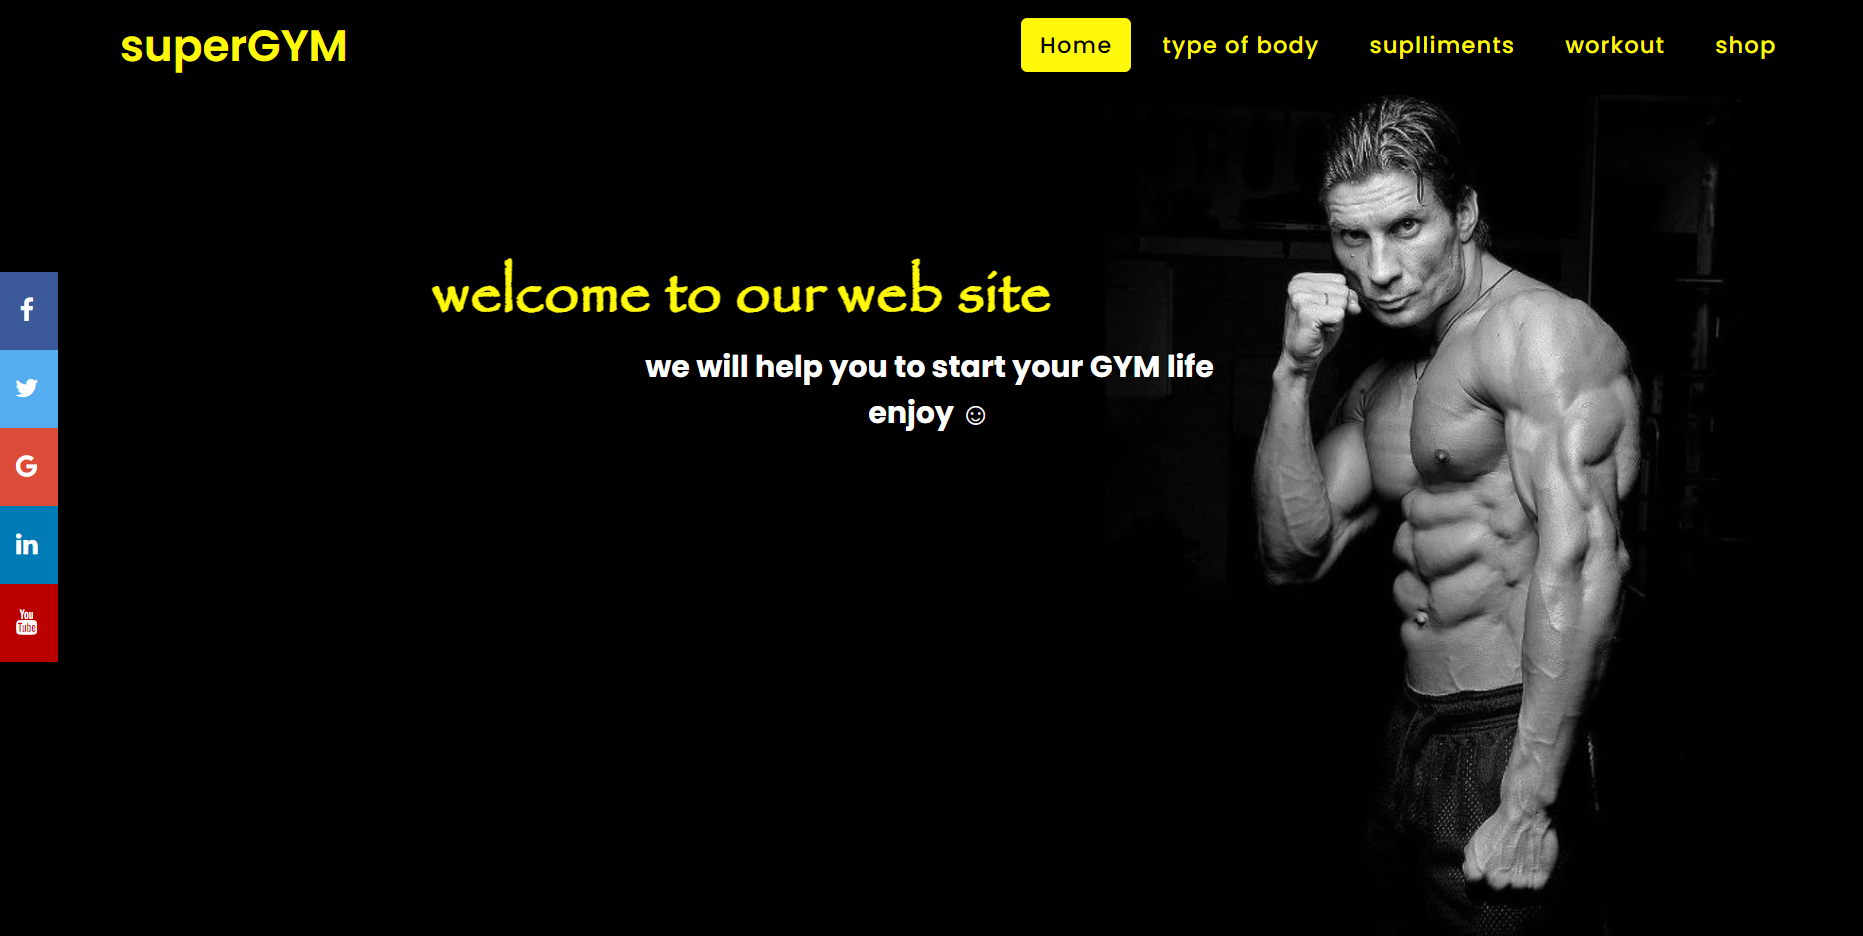 superGYM
Home type of body suplliments workout shop
welcome to our web site
we will help you to start your GYM life
enjoy ☺
f
G
in
You
Tube